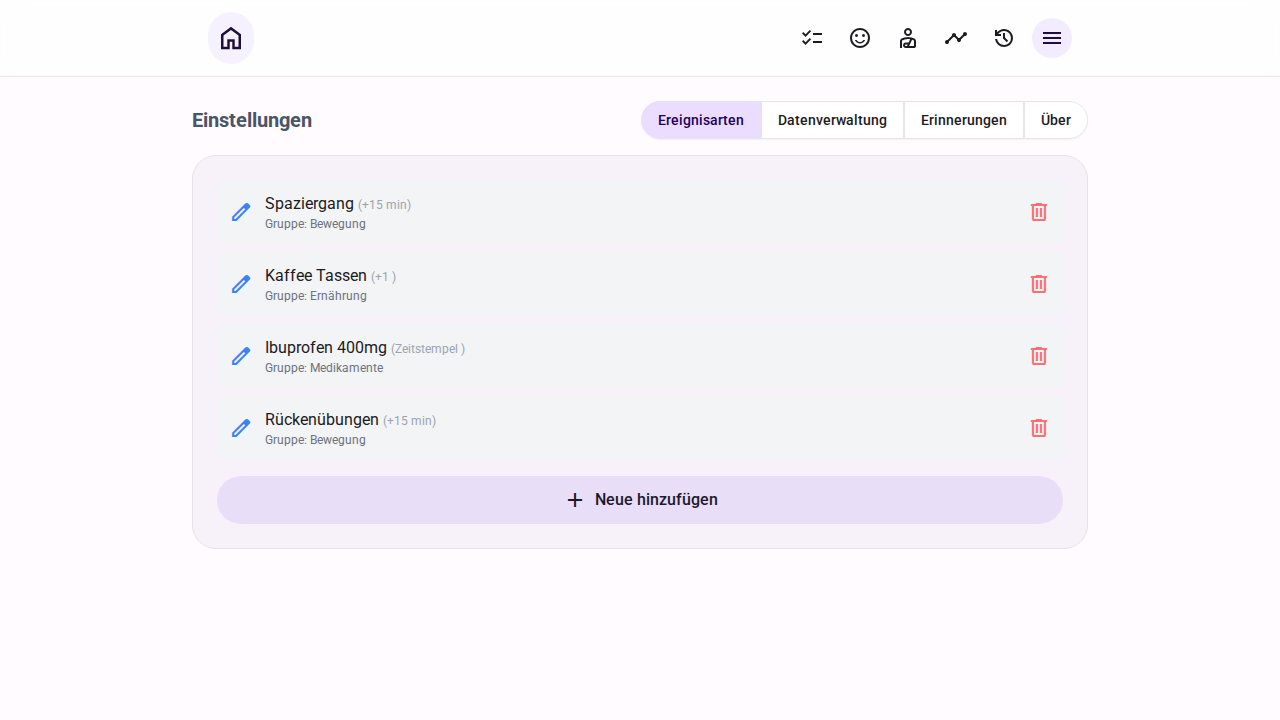 Einstellungen
Ereignisarten
Datenverwaltung
Erinnerungen
Über
Spaziergang (+15 min)
Gruppe: Bewegung
Kaffee Tassen (+1 )
Gruppe: Ernährung
Ibuprofen 400mg (Zeitstempel )
Gruppe: Medikamente
Rückenübungen (+15 min)
Gruppe: Bewegung
Neue hinzufügen